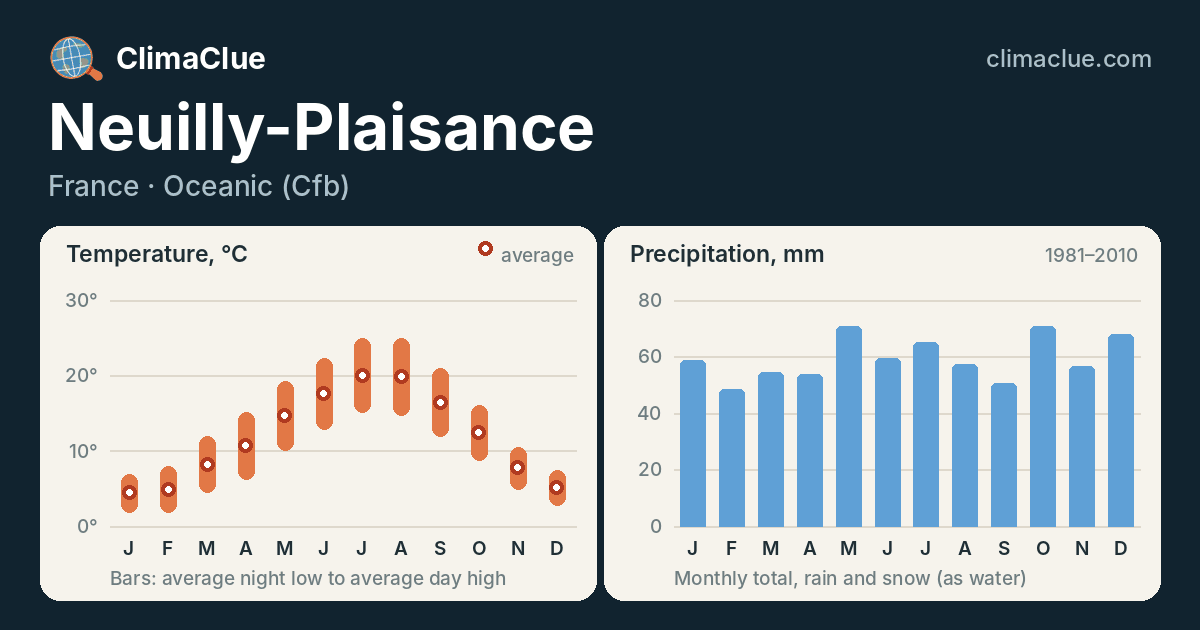 ClimaClue
climaclue.com
Neuilly-Plaisance
France · Oceanic (Cfb)
Temperature, °C
average
30°
20°
10°
0°
J F M A M J J A S O N D
Bars: average night low to average day high
Precipitation, mm
1981–2010
80
60
40
20
0
J F M A M J J A S O N D
Monthly total, rain and snow (as water)